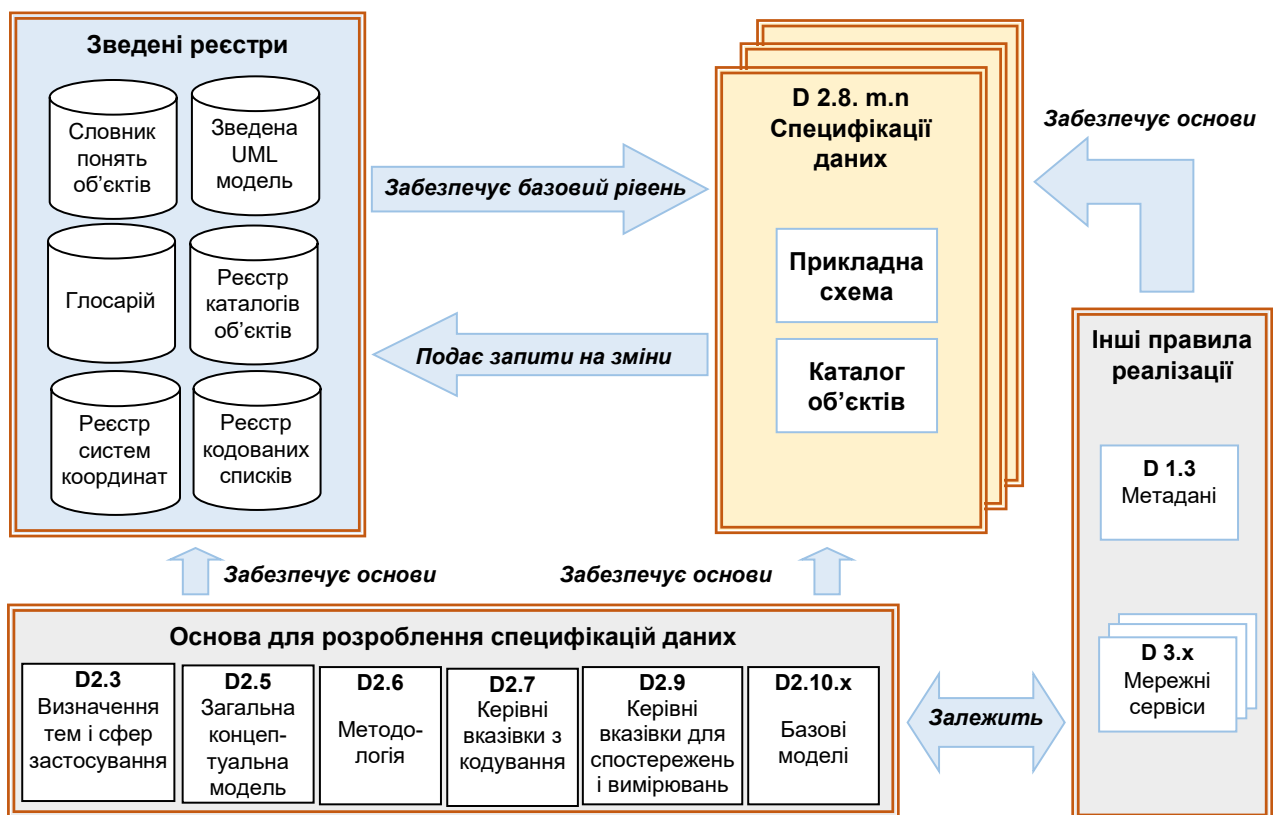 Зведені реєстри
Словник
понять
об’єктів
Зведена
UML
модель
Глосарій
Реєстр
каталогів
об’єктів
Реєстр
систем
координат
Реєстр
кодованих
списків
Забезпечує базовий рівень
Подає запити на зміни
D 2.8. m.n
Специфікації
даних
Прикладна
схема
Каталог
об’єктів
Забезпечує основи
Інші правила
реалізації
D 1.3
Метадані
D 3.x
Мережні
сервіси
Забезпечує основи
Забезпечує основи
Основа для розроблення специфікацій даних
D2.3
Визначення
тем і сфер
застосування
D2.5
Загальна
концеп-
туальна
модель
D2.6
Методо-
логія
D2.7
Керівні
вказівки з
кодування
D2.9
Керівні
вказівки для
спостережень
і вимірювань
D2.10.x
Базові
моделі
Залежить